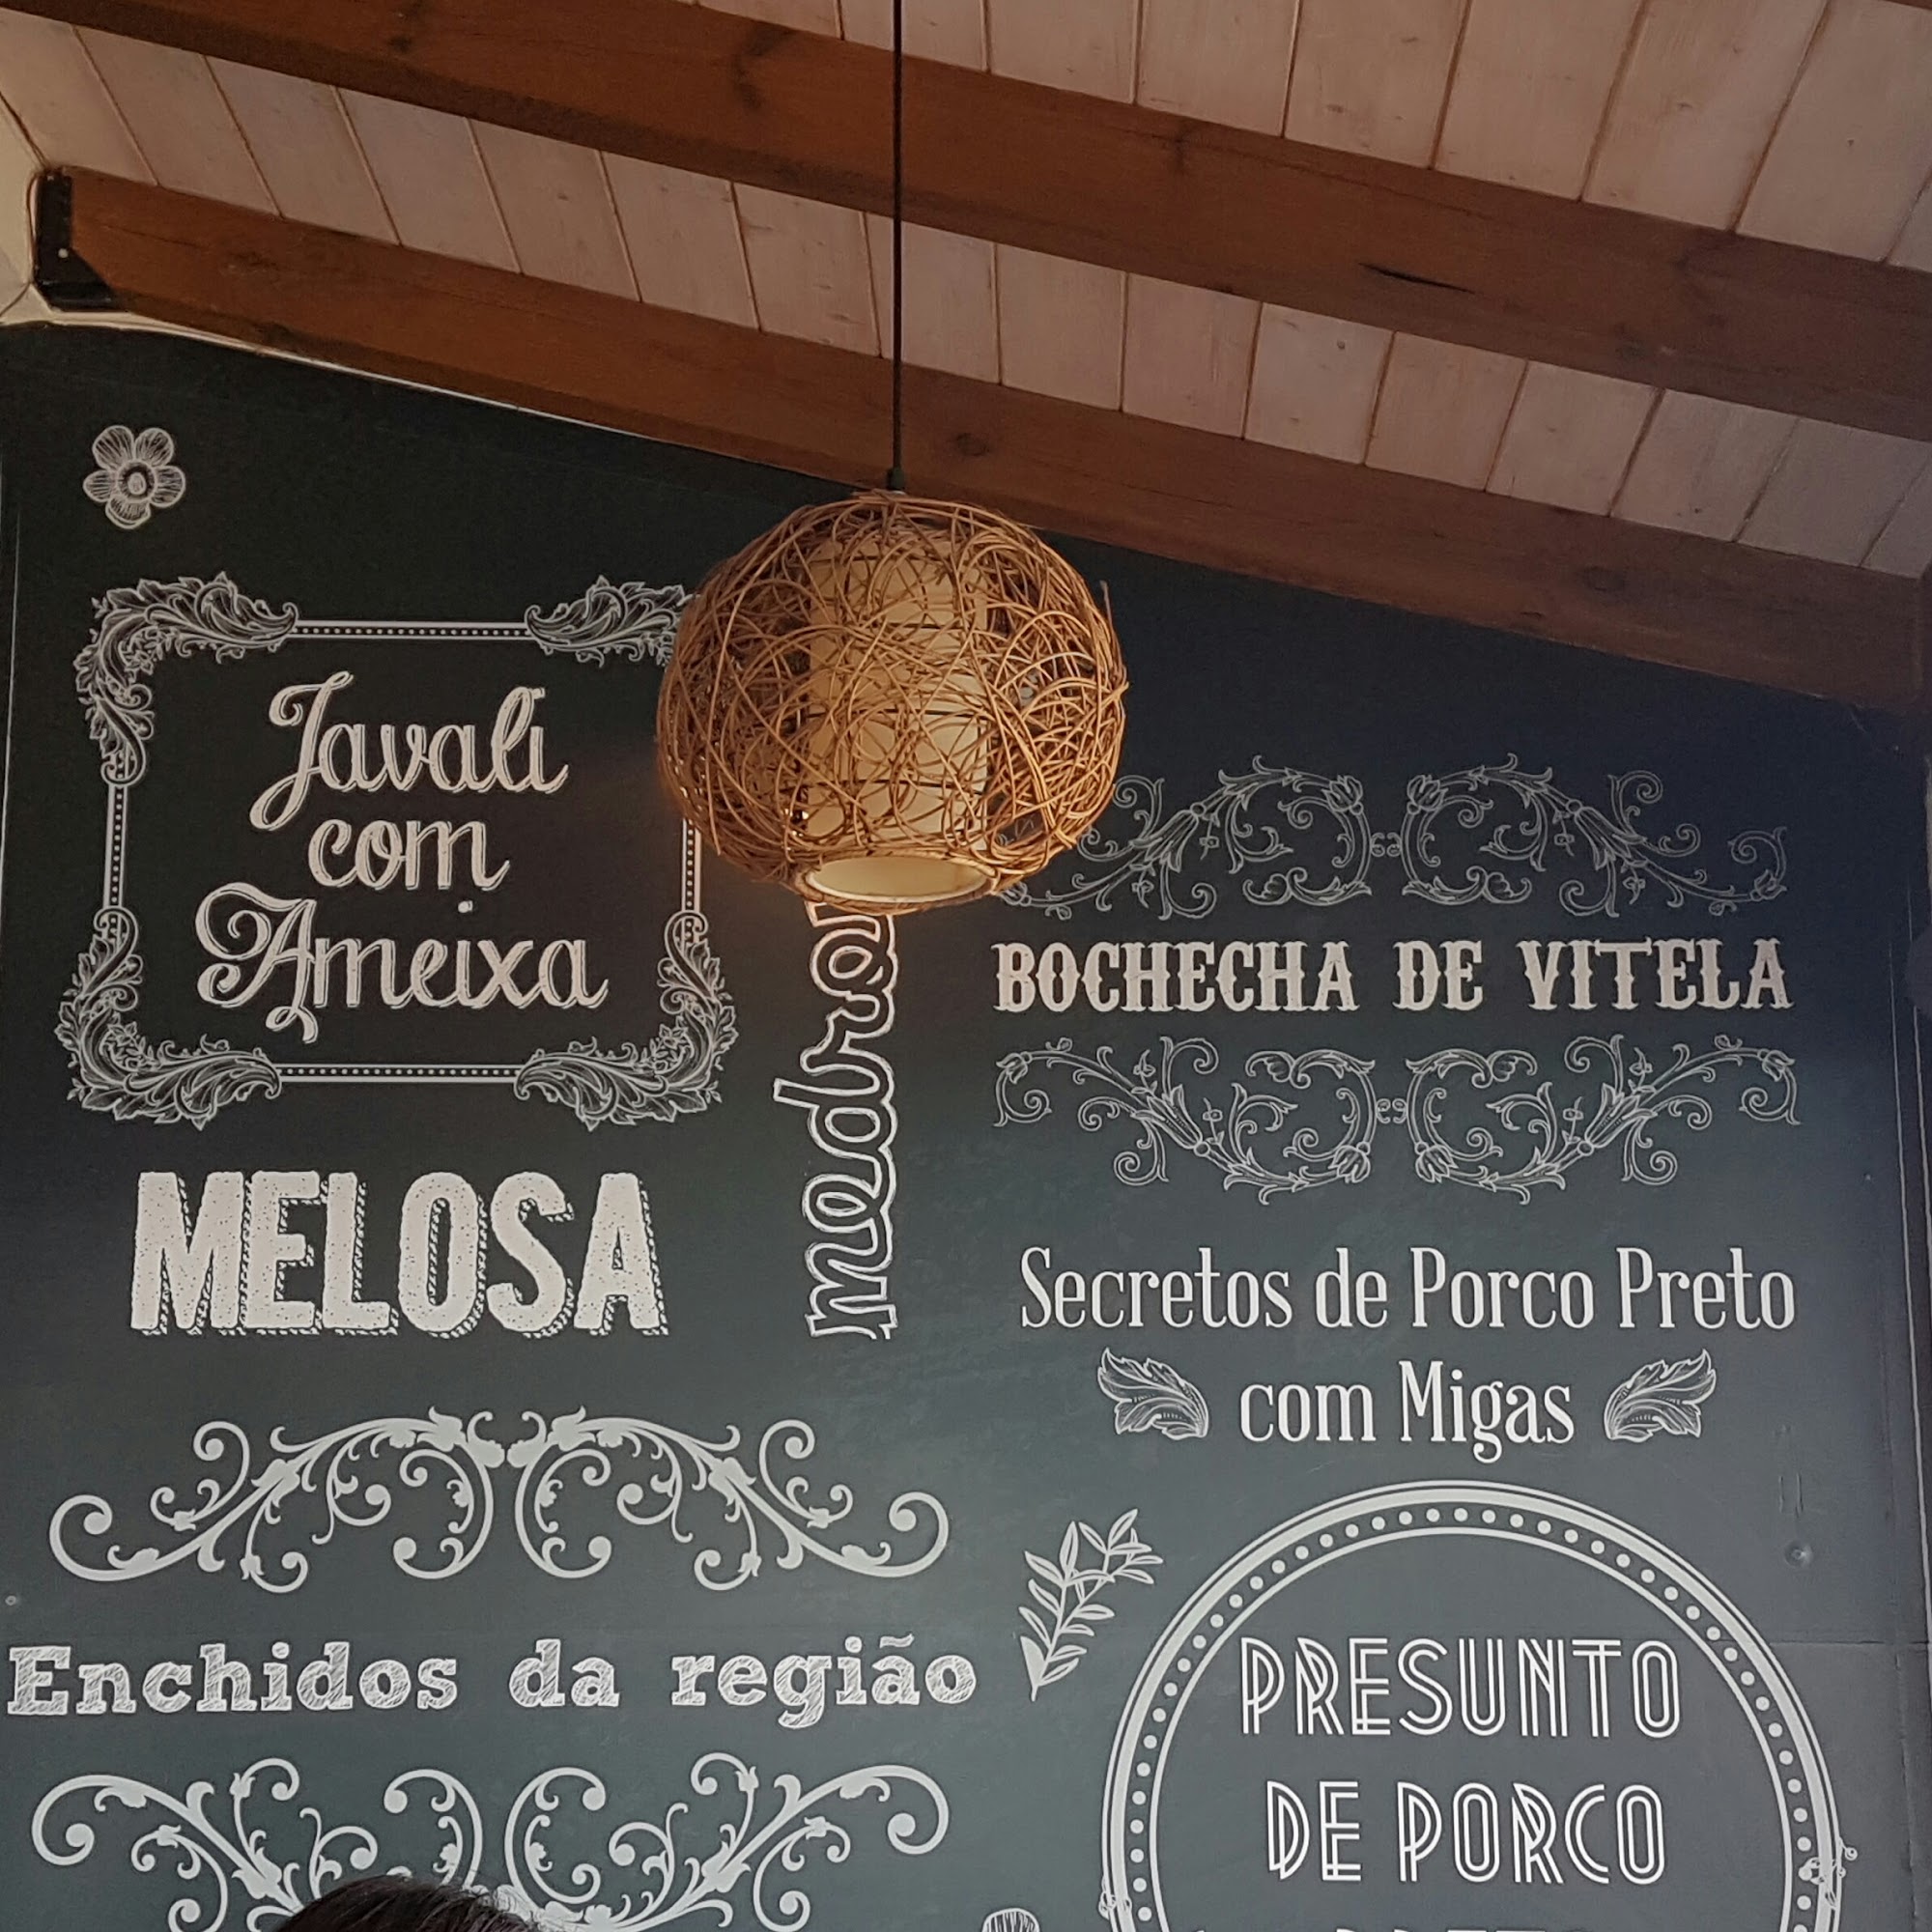 Javali
com
Ameixa
MELOSA
Enchidos da região
BOCHECHA DE VITELA
Secretos de Porco Preto
com Migas
PRESUNTO
DE PORCO